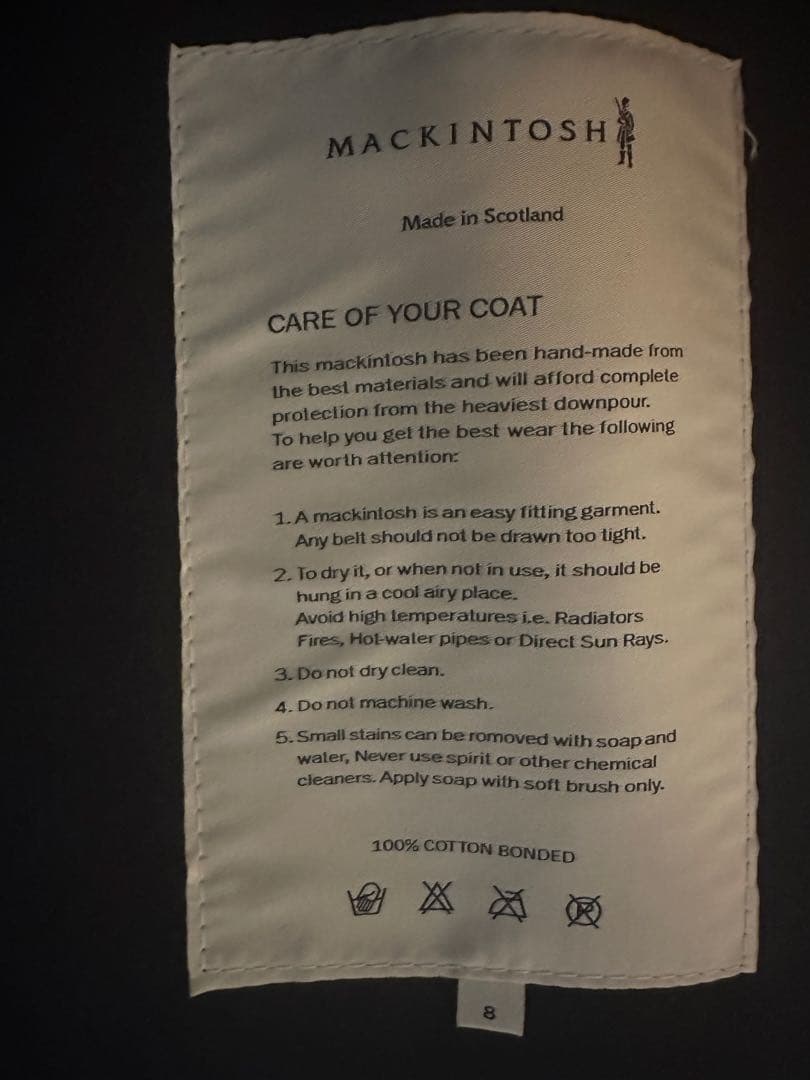 MACKINTOSH
Made in Scotland
CARE OF YOUR COAT
This mackintosh has been hand-made from
the best materials and will afford complete
protection from the heaviest downpour.
To help you get the best wear the following
are worth attention:
1. A mackintosh is an easy fitting garment.
Any belt should not be drawn too tight.
2. To dry it, or when not in use, it should be
hung in a cool airy place.
Avoid high temperatures i.e. Radiators
Fires, Hot-water pipes or Direct Sun Rays.
3. Do not dry clean.
4. Do not machine wash.
5. Small stains can be romoved with soap and
water, Never use spirit or other chemical
cleaners. Apply soap with soft brush only.
100% COTTON BONDED
P
8